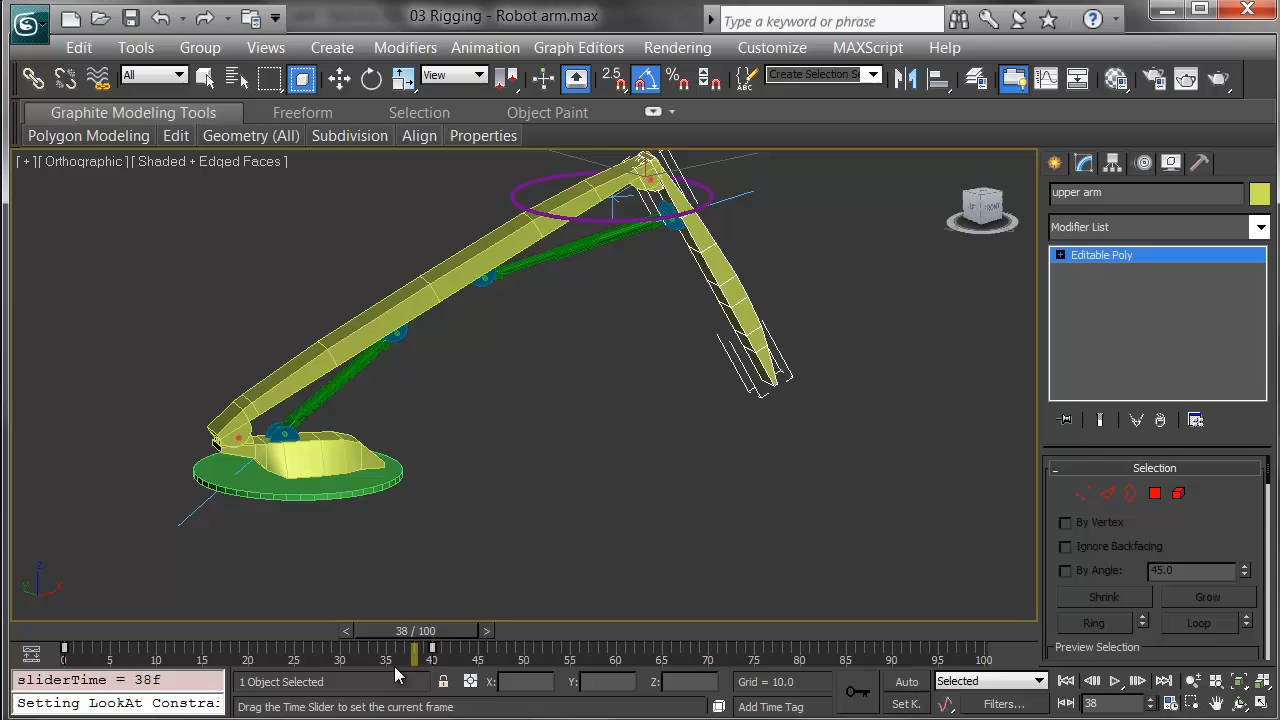 03 Rigging - Robot arm.max
Type a keyword or phrase
Edit Tools Group Views Create Modifiers Animation Graph Editors Rendering Customize MAXScript Help
All View 2.5 Create Selection Se
Graphite Modeling Tools Freeform Selection Object Paint
Polygon Modeling Edit Geometry (All) Subdivision Align Properties
[ + ][ Orthographic ] [ Shaded + Edged Faces ]
upper arm
Modifier List
Editable Poly
- Selection
By Vertex
Ignore Backfacing
By Angle: 45.0
Shrink Grow
Ring Loop
Preview Selection
< 38 / 100 >
0 5 10 15 20 25 30 35 40 45 50 55 60 65 70 75 80 85 90 95 100
sliderTime = 38f
1 Object Selected X: Y: Z: Grid = 10.0 Auto Selected
Setting LookAt Constrai
Drag the Time Slider to set the current frame Add Time Tag Set K. Filters... 38